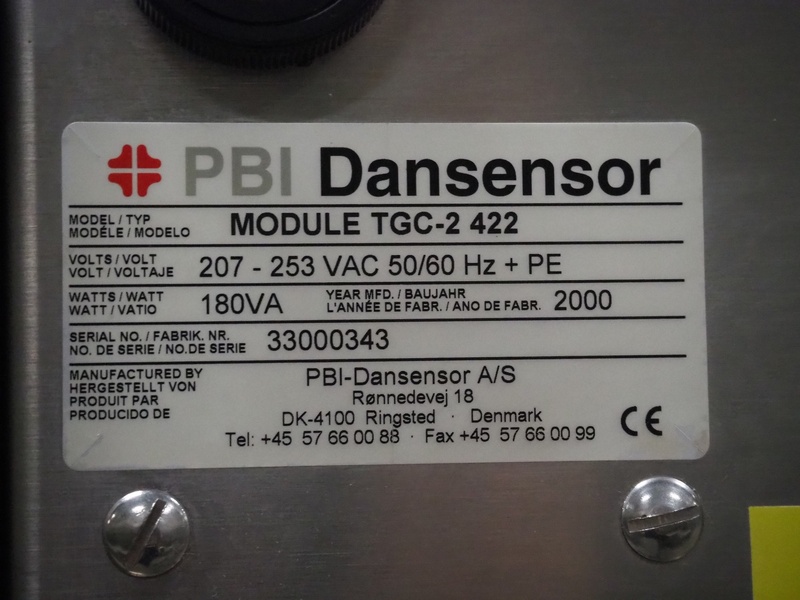 PBI Dansensor
MODEL / TYP
MODÉLE / MODELO
MODULE TGC-2 422
VOLTS / VOLT
VOLT / VOLTAJE
207 - 253 VAC 50/60 Hz + PE
WATTS / WATT
WATT / VATIO
180VA
YEAR MFD. / BAUJAHR
L'ANNÉE DE FABR. / ANO DE FABR.
2000
SERIAL NO. / FABRIK. NR.
NO. DE SERIE / NO.DE SERIE
33000343
MANUFACTURED BY
HERGESTELLT VON
PRODUIT PAR
PRODUCIDO DE
PBI-Dansensor A/S
Rønnedevej 18
DK-4100 Ringsted · Denmark
Tel: +45 57 66 00 88 · Fax +45 57 66 00 99
CE